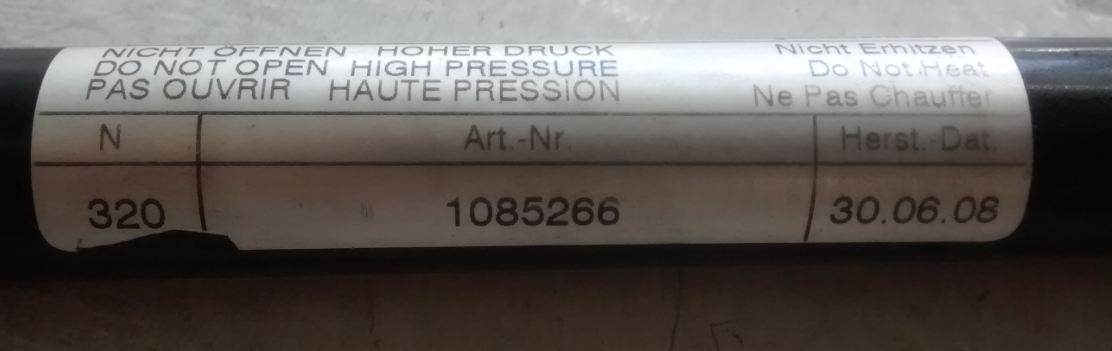 NICHT ÖFFNEN HOHER DRUCK Nicht Erhitzen
DO NOT OPEN HIGH PRESSURE Do Not Heat
PAS OUVRIR HAUTE PRESSION Ne Pas Chauffer
N Art.-Nr. Herst.-Dat.
320 1085266 30.06.08